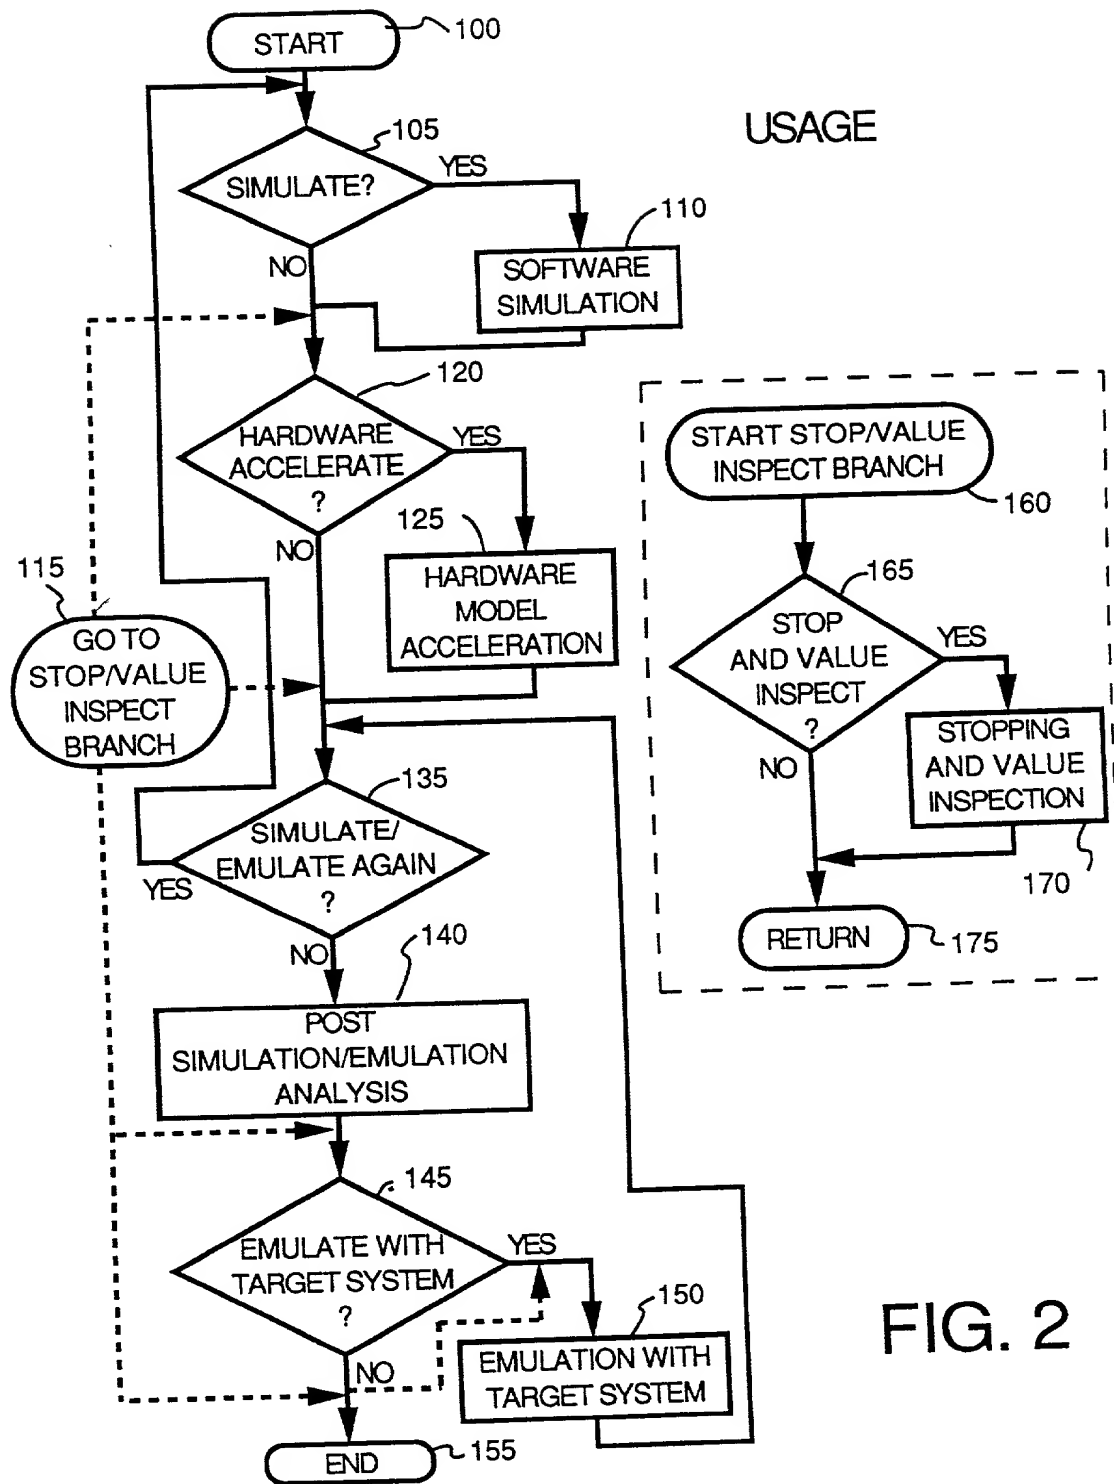 START
100
USAGE
105
SIMULATE?
YES
NO
110
SOFTWARE
SIMULATION
120
HARDWARE
ACCELERATE
?
YES
NO
125
HARDWARE
MODEL
ACCELERATION
115
GO TO
STOP/VALUE
INSPECT
BRANCH
135
SIMULATE/
EMULATE AGAIN
?
YES
NO
140
POST
SIMULATION/EMULATION
ANALYSIS
145
EMULATE WITH
TARGET SYSTEM
?
YES
NO
150
EMULATION WITH
TARGET SYSTEM
END
155
START STOP/VALUE
INSPECT BRANCH
160
165
STOP
AND VALUE
INSPECT
?
YES
NO
STOPPING
AND VALUE
INSPECTION
170
RETURN
175
FIG. 2